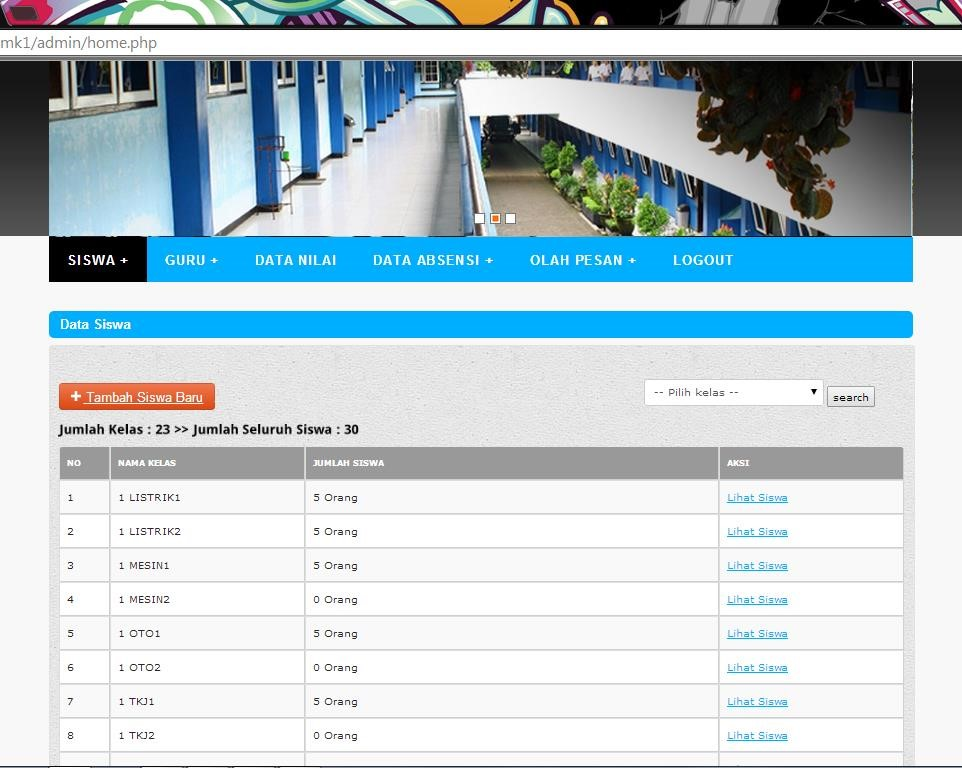 mk1/admin/home.php
SISWA + GURU + DATA NILAI DATA ABSENSI + OLAH PESAN + LOGOUT
Data Siswa
+ Tambah Siswa Baru -- Pilih kelas -- search
Jumlah Kelas : 23 >> Jumlah Seluruh Siswa : 30
NO NAMA KELAS JUMLAH SISWA AKSI
1 1 LISTRIK1 5 Orang Lihat Siswa
2 1 LISTRIK2 5 Orang Lihat Siswa
3 1 MESIN1 5 Orang Lihat Siswa
4 1 MESIN2 0 Orang Lihat Siswa
5 1 OTO1 5 Orang Lihat Siswa
6 1 OTO2 0 Orang Lihat Siswa
7 1 TKJ1 5 Orang Lihat Siswa
8 1 TKJ2 0 Orang Lihat Siswa